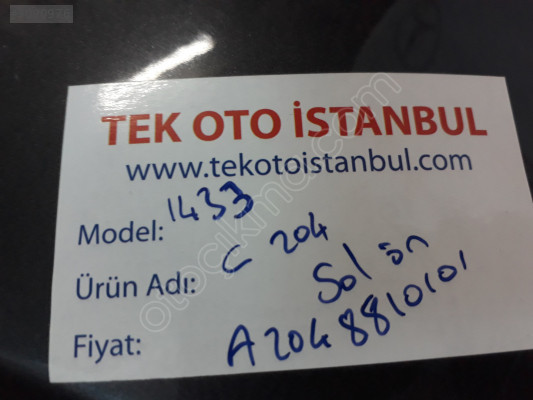 TEK OTO İSTANBUL
www.tekotoistanbul.com
Model: 1433
Ürün Adı: C 204
Sol ön
Fiyat: A2048810101